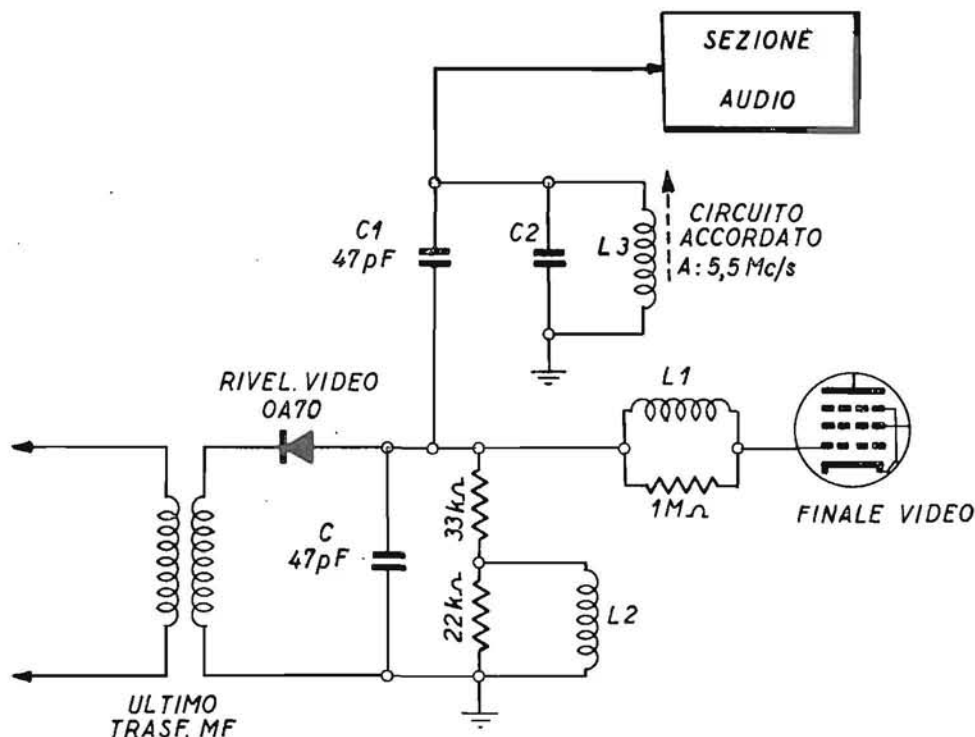 SEZIONE
AUDIO
C1
47pF
C2
L3
CIRCUITO
ACCORDATO
A: 5,5 Mc/s
RIVEL. VIDEO
OA70
L1
1MΩ
FINALE VIDEO
C
47pF
33kΩ
22kΩ
L2
ULTIMO
TRASF. MF